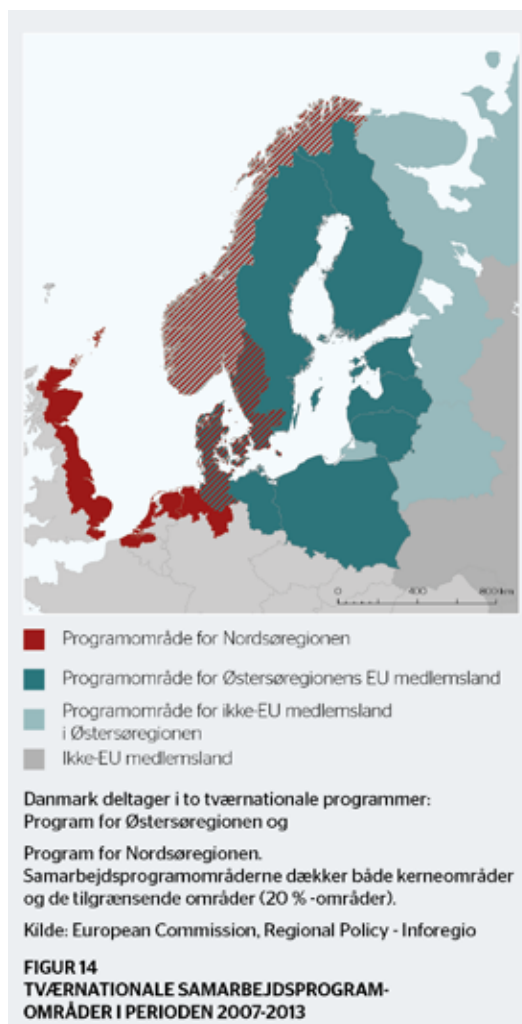 0 400 800 km
Programområde for Nordsøregionen
Programområde for Østersøregionens EU medlemsland
Programområde for ikke-EU medlemsland
i Østersøregionen
Ikke-EU medlemsland
Danmark deltager i to tværnationale programmer:
Program for Østersøregionen og
Program for Nordsøregionen.
Samarbejdsprogramområderne dækker både kerneområder
og de tilgrænsende områder (20 % -områder).
Kilde: European Commission, Regional Policy - Inforegio
FIGUR 14
TVÆRNATIONALE SAMARBEJDSPROGRAM-
OMRÅDER I PERIODEN 2007-2013